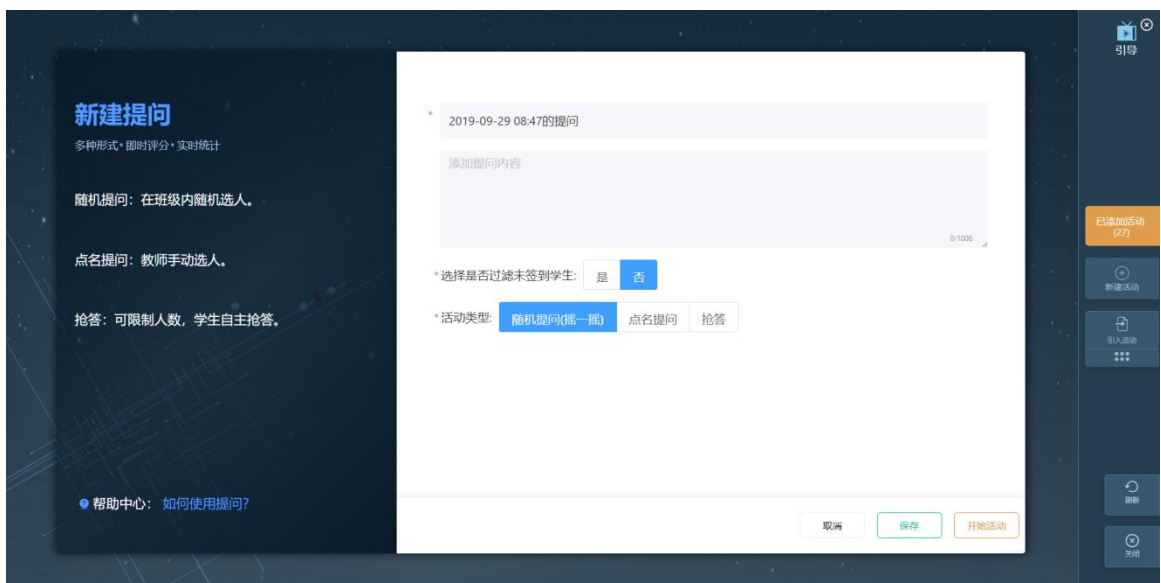 新建提问
多种形式•即时评分•实时统计
随机提问：在班级内随机选人。
点名提问：教师手动选人。
抢答：可限制人数，学生自主抢答。
帮助中心： 如何使用提问?
* 2019-09-29 08:47的提问
添加提问内容
0/1000
*选择是否过滤未签到学生: 是 否
*活动类型: 随机提问(摇一摇) 点名提问 抢答
取消 保存 开始活动
引导
已添加活动
(27)
新建活动
引入活动
刷新
关闭